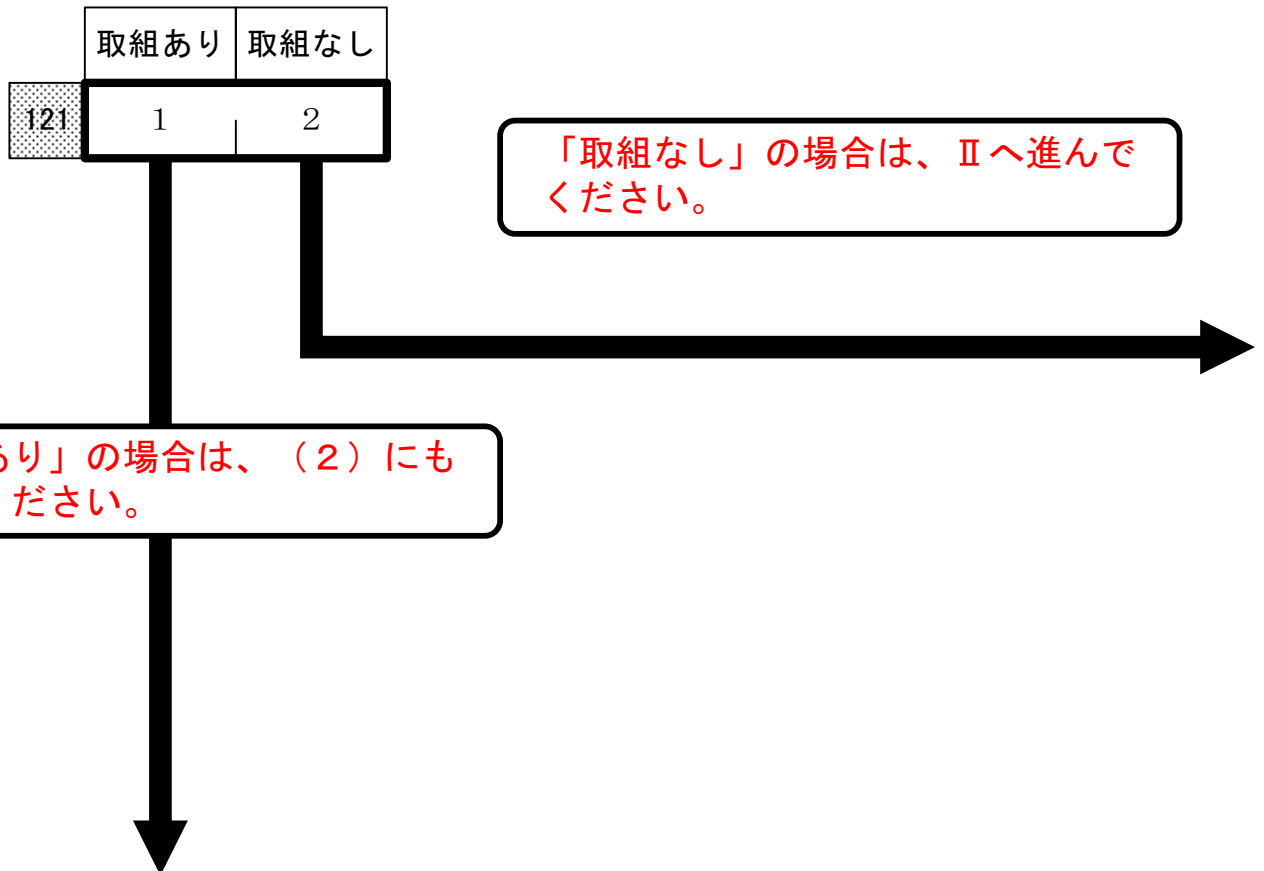 取組あり 取組なし
121 1 2
「取組なし」の場合は、Ⅱへ進んで
ください。
あり」の場合は、（２）にも
ください。